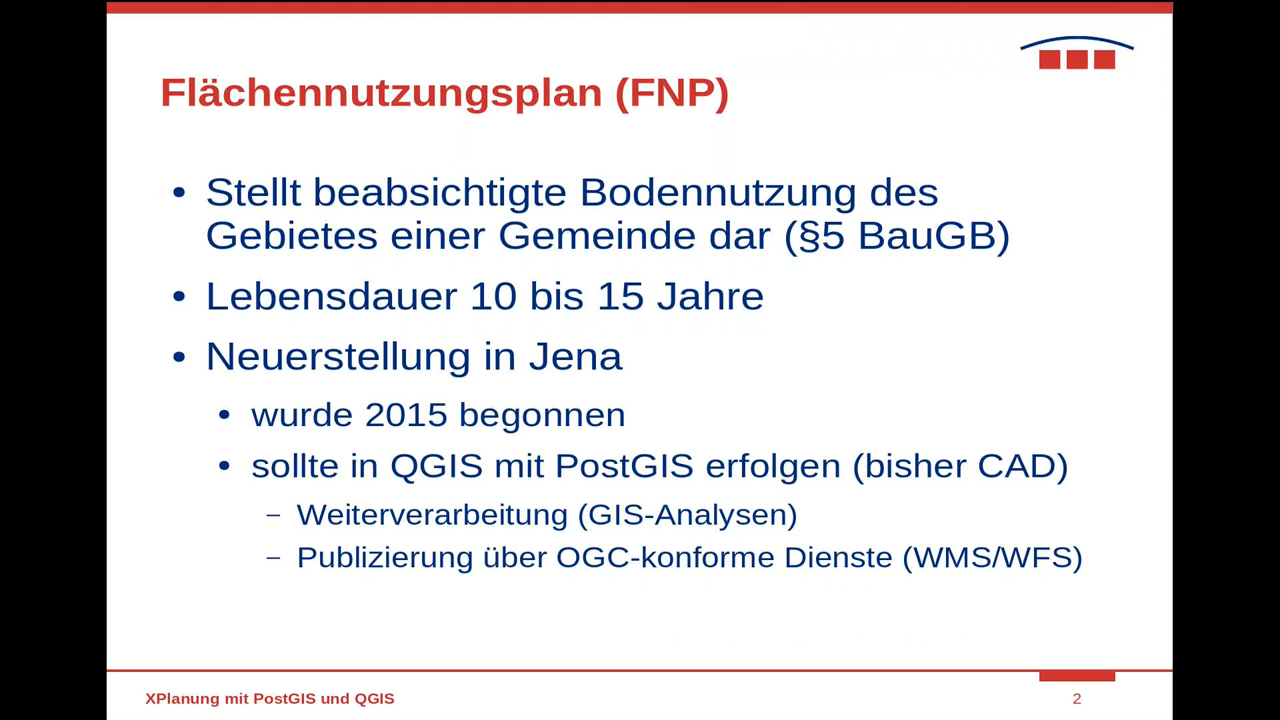 Flächennutzungsplan (FNP)
• Stellt beabsichtigte Bodennutzung des
Gebietes einer Gemeinde dar (§5 BauGB)
• Lebensdauer 10 bis 15 Jahre
• Neuerstellung in Jena
• wurde 2015 begonnen
• sollte in QGIS mit PostGIS erfolgen (bisher CAD)
– Weiterverarbeitung (GIS-Analysen)
– Publizierung über OGC-konforme Dienste (WMS/WFS)
XPlanung mit PostGIS und QGIS
2